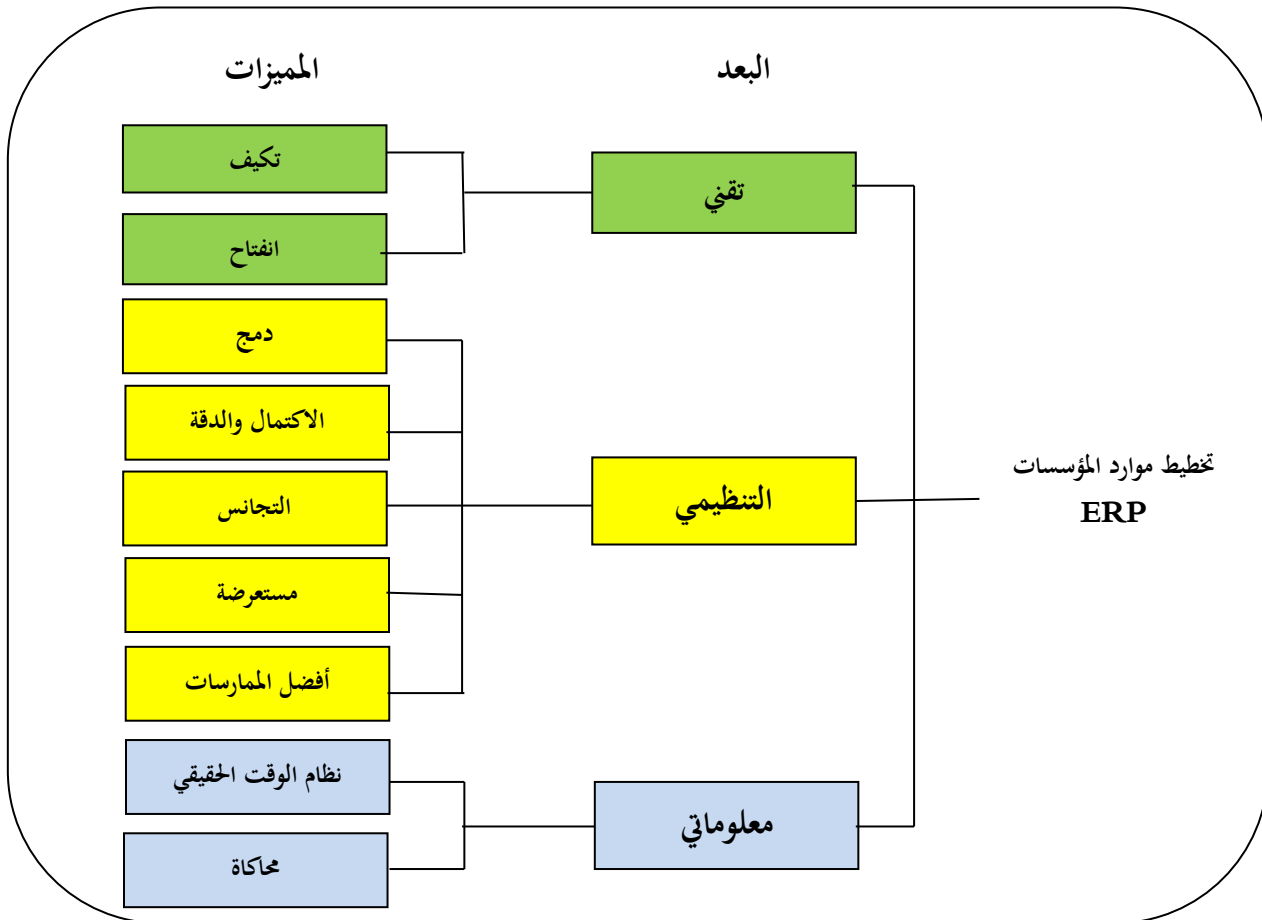 البعد
المميزات
تخطيط موارد المؤسسات
ERP
تقني
تكيف
انفتاح
التنظيمي
دمج
الاكتمال والدقة
التجانس
مستعرضة
أفضل الممارسات
معلوماتي
نظام الوقت الحقيقي
محاكاة